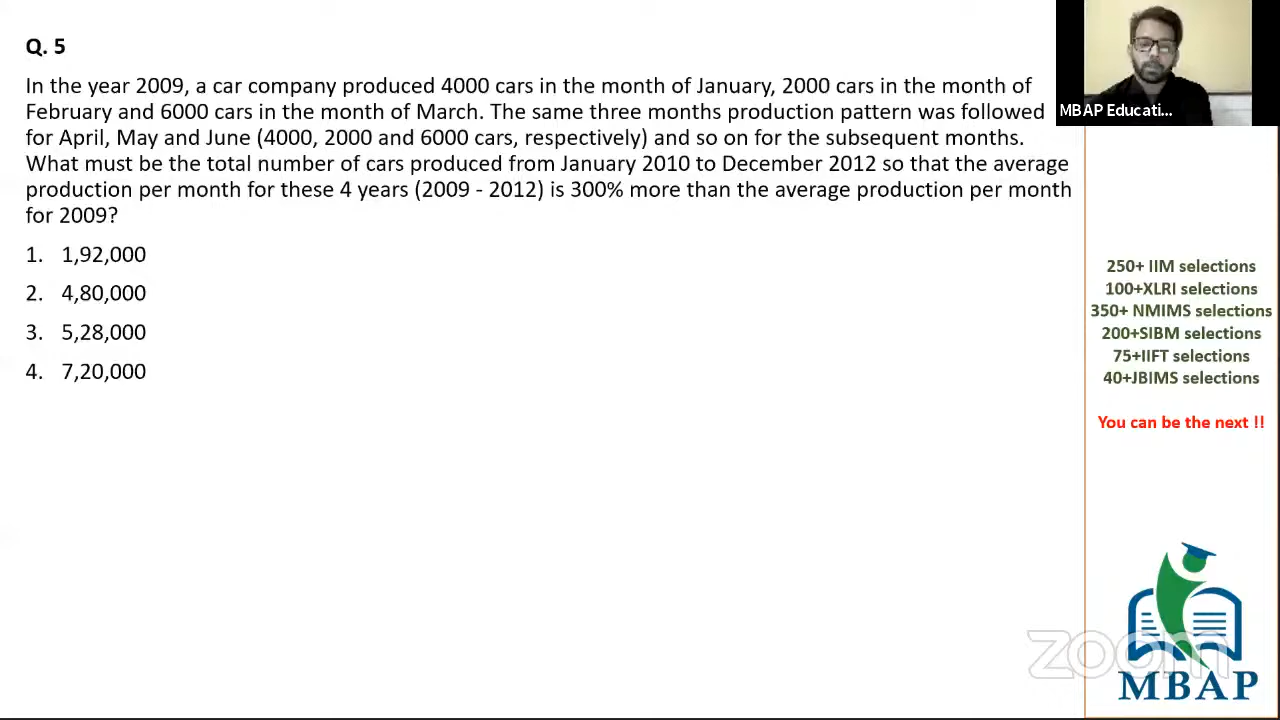 Q. 5
In the year 2009, a car company produced 4000 cars in the month of January, 2000 cars in the month of
February and 6000 cars in the month of March. The same three months production pattern was followed
for April, May and June (4000, 2000 and 6000 cars, respectively) and so on for the subsequent months.
What must be the total number of cars produced from January 2010 to December 2012 so that the average
production per month for these 4 years (2009 - 2012) is 300% more than the average production per month
for 2009?
1. 1,92,000
2. 4,80,000
3. 5,28,000
4. 7,20,000
MBAP Educati...
250+ IIM selections
100+XLRI selections
350+ NMIMS selections
200+SIBM selections
75+IIFT selections
40+JBIMS selections
You can be the next !!
zoom
MBAP